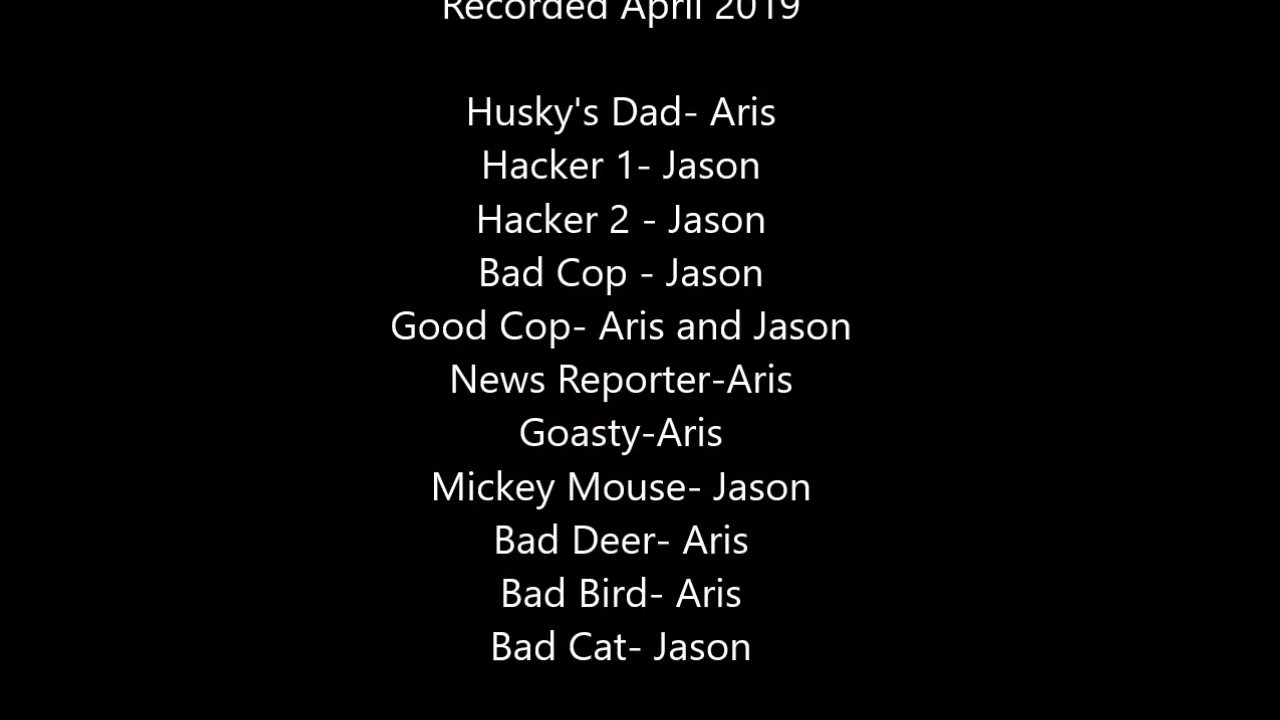 Recorded April 2019
Husky's Dad- Aris
Hacker 1- Jason
Hacker 2 - Jason
Bad Cop - Jason
Good Cop- Aris and Jason
News Reporter-Aris
Goasty-Aris
Mickey Mouse- Jason
Bad Deer- Aris
Bad Bird- Aris
Bad Cat- Jason